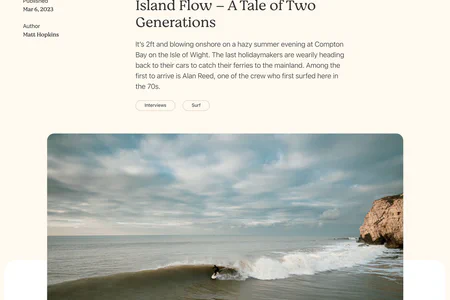 Published
Mar 6, 2023
Author
Matt Hopkins
Island Flow – A Tale of Two
Generations
It's 2ft and blowing onshore on a hazy summer evening at Compton
Bay on the Isle of Wight. The last holidaymakers are wearily heading
back to their cars to catch their ferries to the mainland. Among the
first to arrive is Alan Reed, one of the crew who first surfed here in
the 70s.
Interviews
Surf